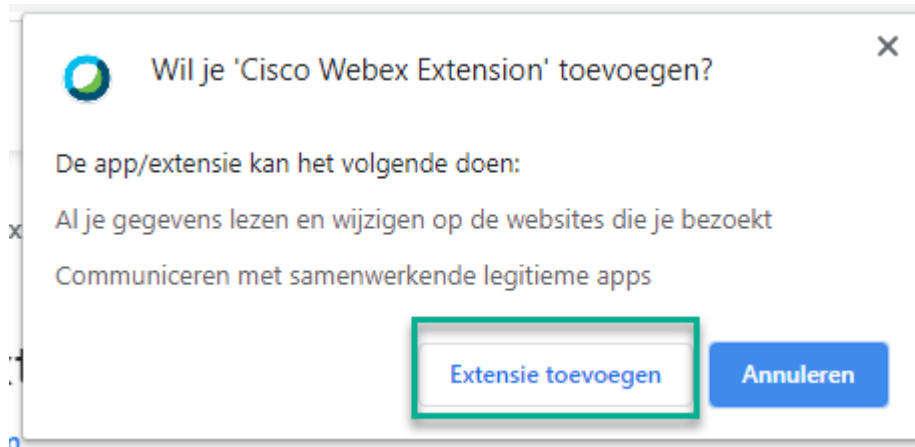 Wil je 'Cisco Webex Extension' toevoegen?
De app/extensie kan het volgende doen:
Al je gegevens lezen en wijzigen op de websites die je bezoekt
Communiceren met samenwerkende legitieme apps
Extensie toevoegen
Annuleren